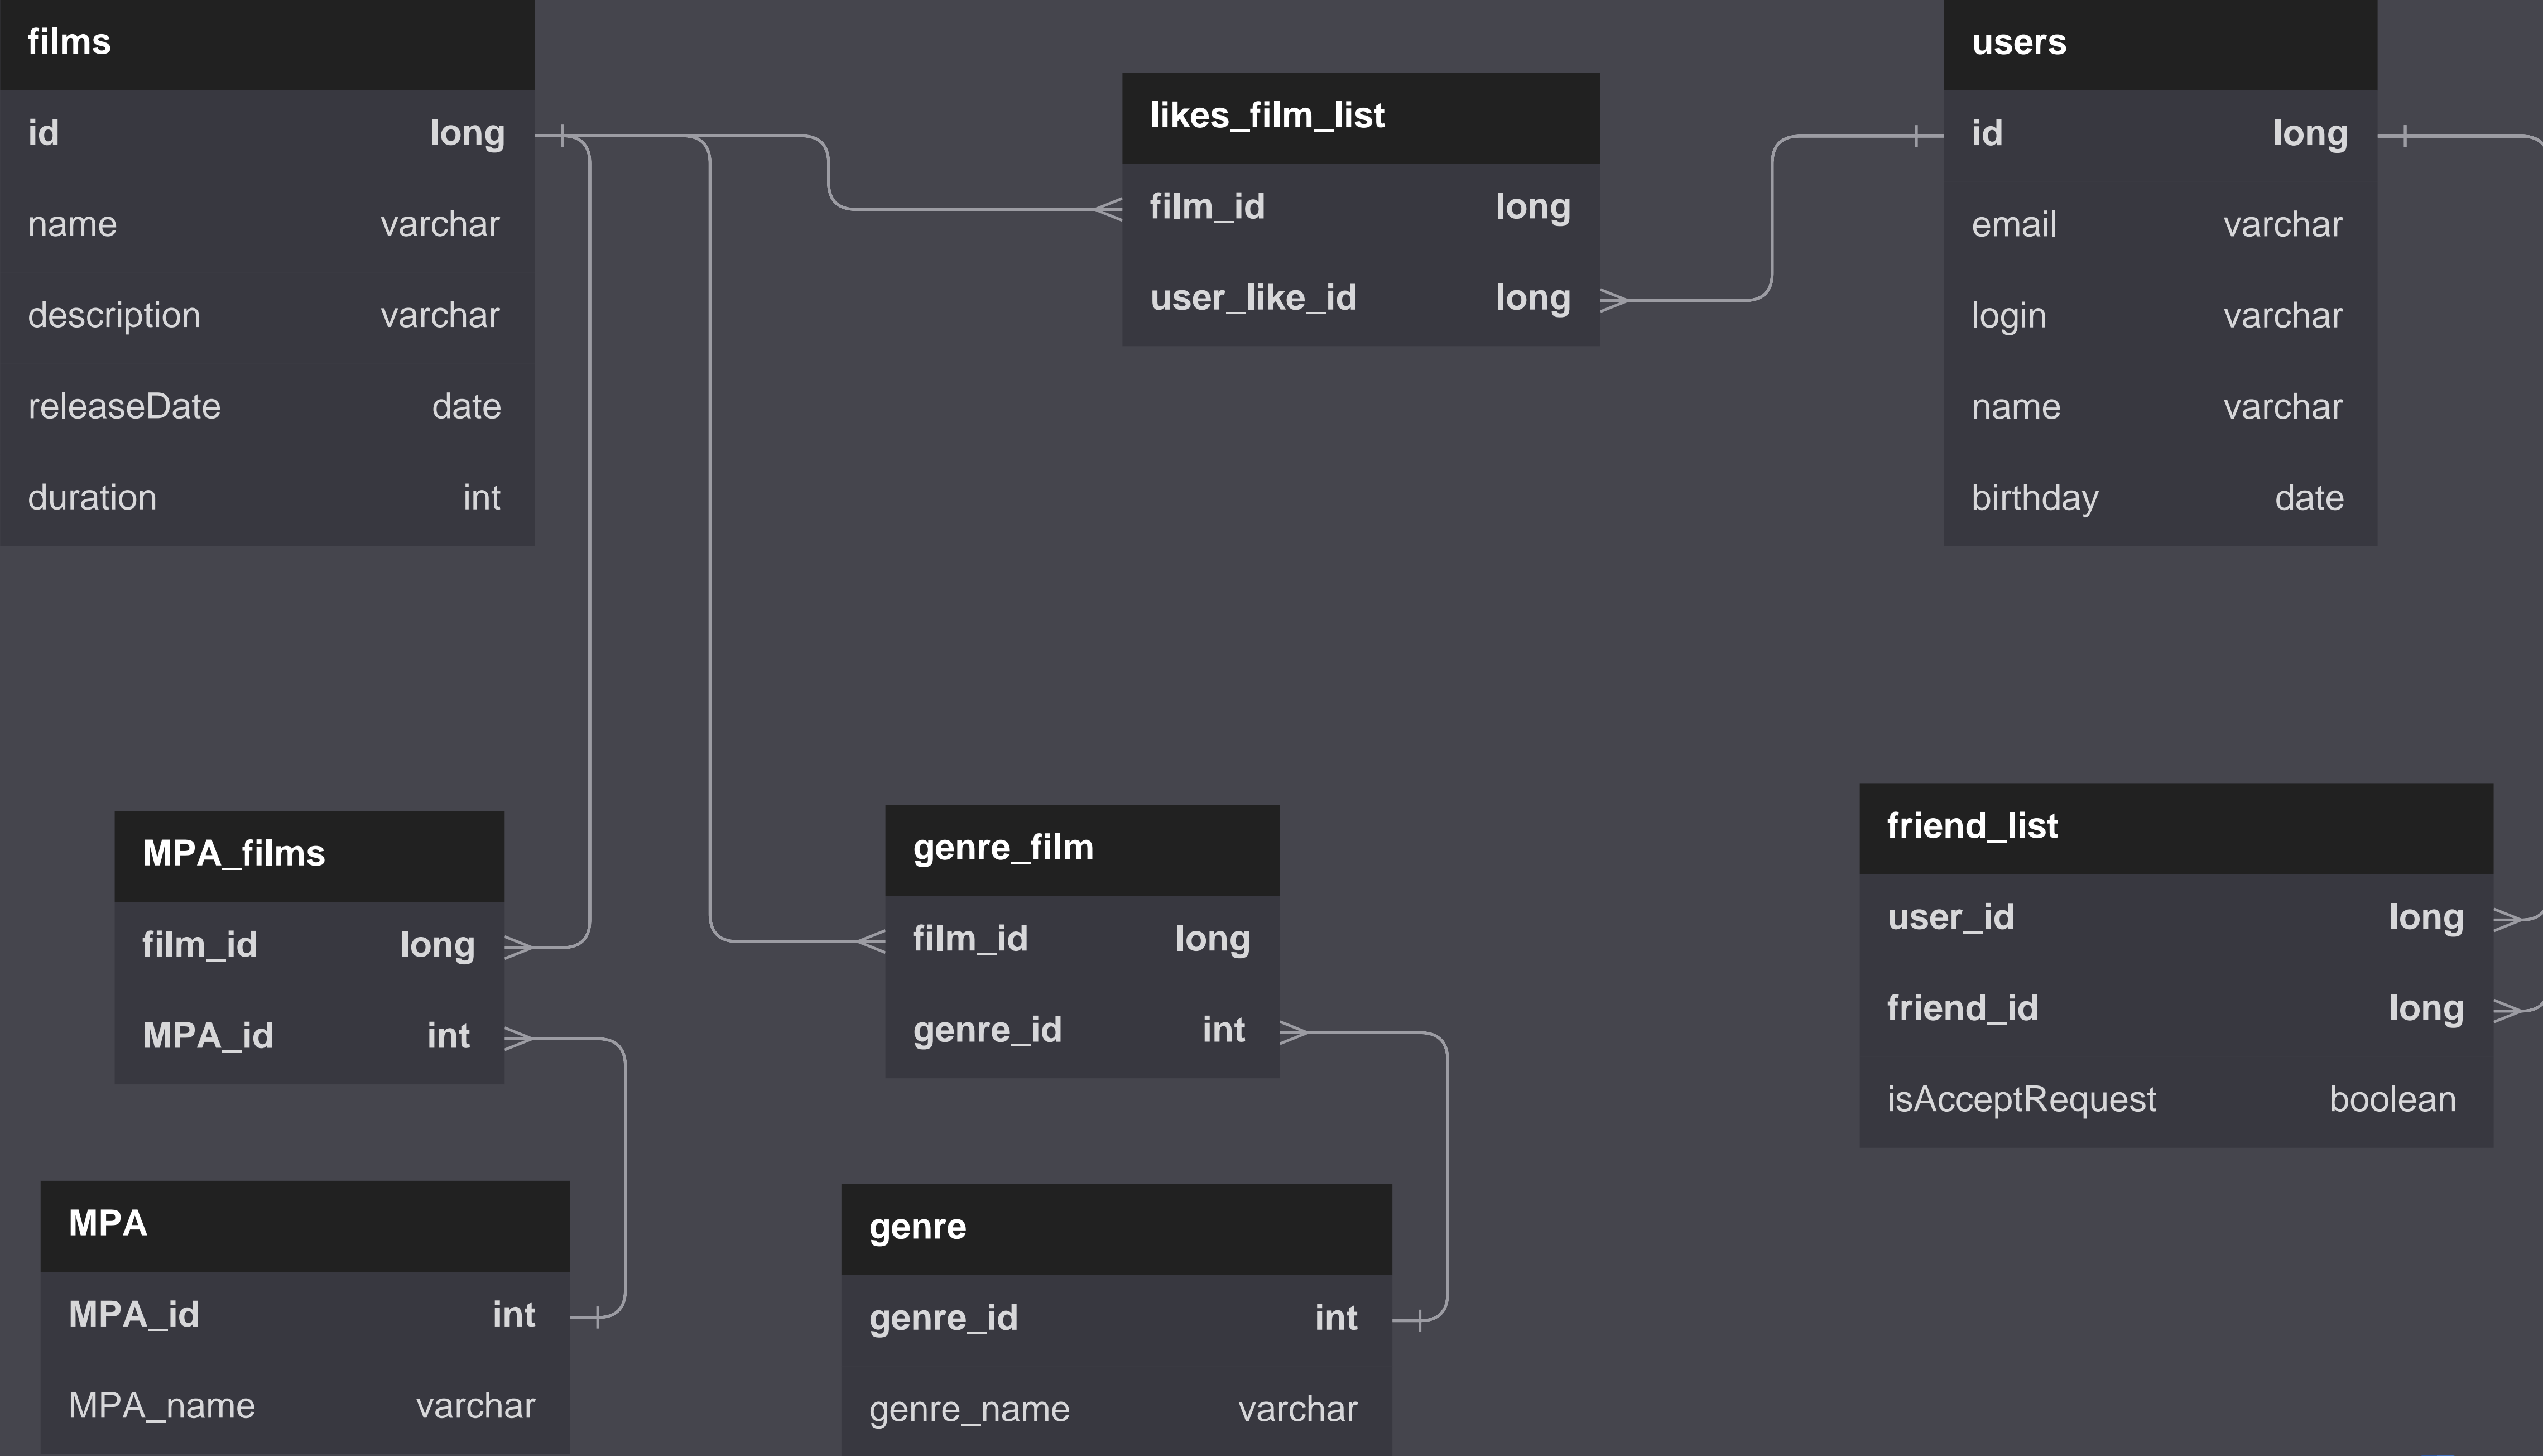 films
id long
name varchar
description varchar
releaseDate date
duration int
likes_film_list
film_id long
user_like_id long
users
id long
email varchar
login varchar
name varchar
birthday date
MPA_films
film_id long
MPA_id int
genre_film
film_id long
genre_id int
friend_list
user_id long
friend_id long
isAcceptRequest boolean
MPA
MPA_id int
MPA_name varchar
genre
genre_id int
genre_name varchar